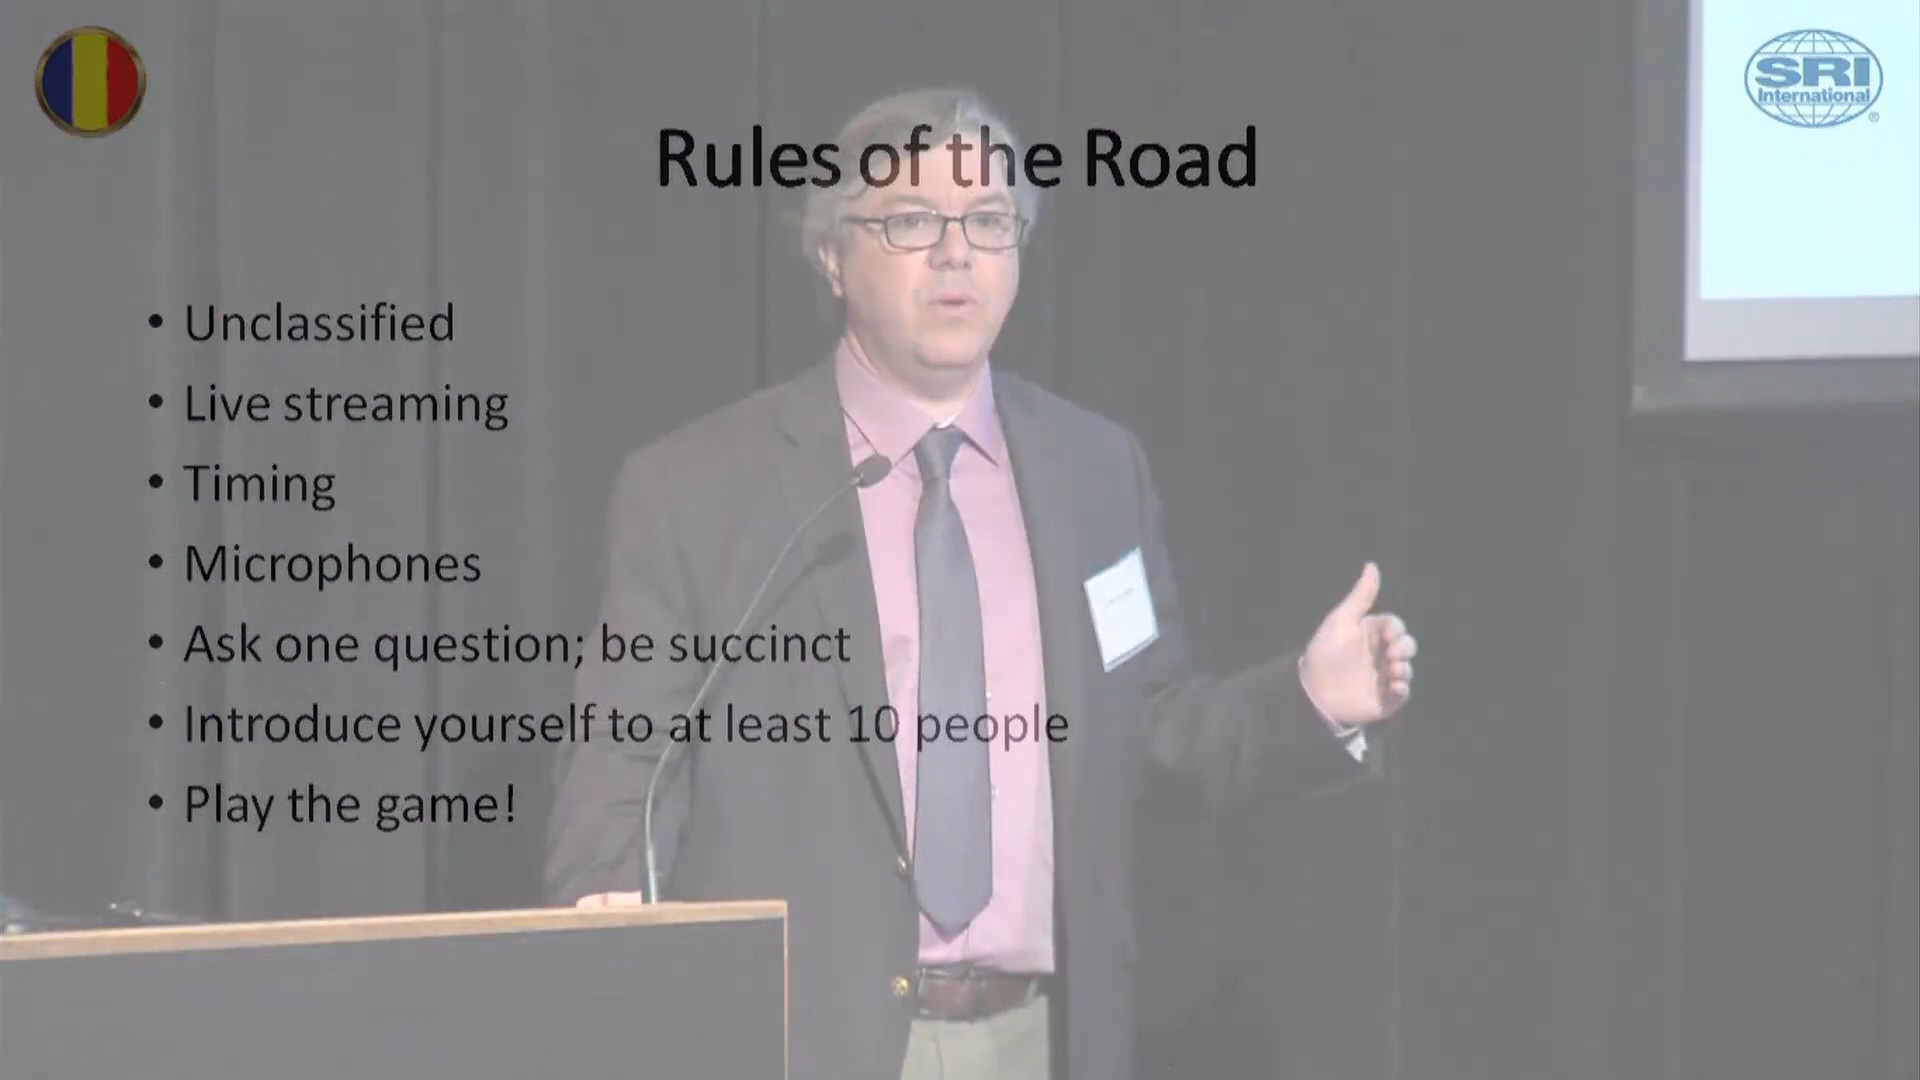 SRI
International
®
Rules of the Road
• Unclassified
• Live streaming
• Timing
• Microphones
• Ask one question; be succinct
• Introduce yourself to at least 10 people
• Play the game!